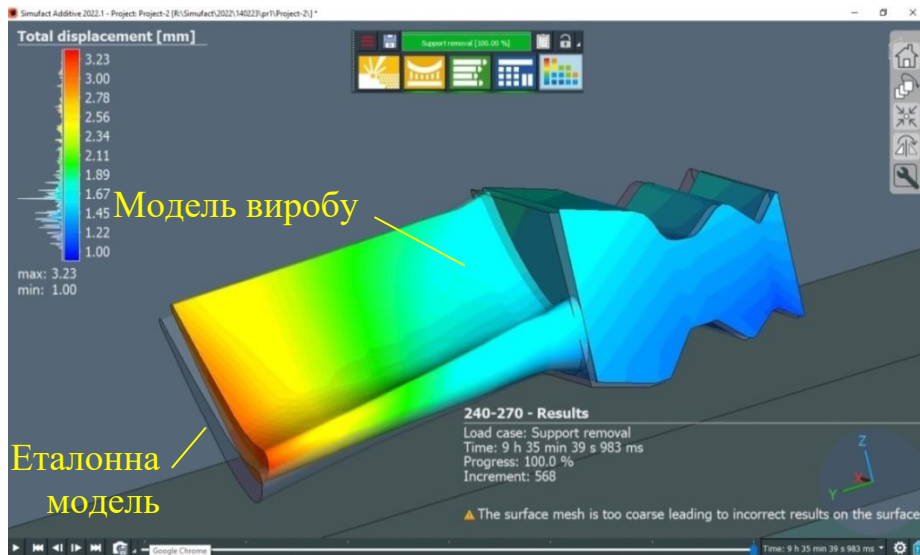 Simufact Additive 2022.1 - Project: Project-2 [R:\Simufact\2022\140223\pr1\Project-2\] *
Total displacement [mm]
Support removal [100.00 %]
3.23
3.00
2.78
2.56
2.34
2.11
1.89
1.67
1.45
1.22
1.00
max: 3.23
min: 1.00
Модель виробу
Еталонна
модель
240-270 - Results
Load case: Support removal
Time: 9 h 35 min 39 s 983 ms
Progress: 100.0 %
Increment: 568
Z
X
Y
The surface mesh is too coarse leading to incorrect results on the surface
Google Chrome
Time: 9 h 35 min 39 s 983 ms